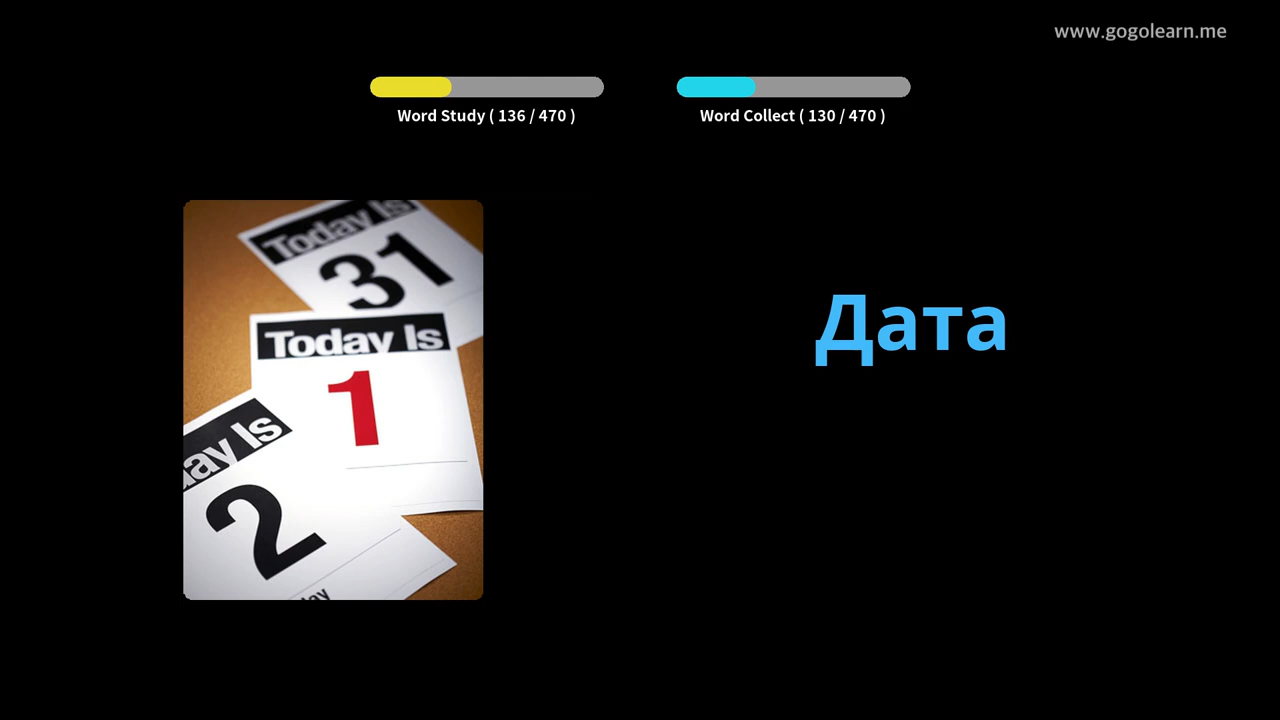 www.gogolearn.me
Word Study ( 136 / 470 )
Word Collect ( 130 / 470 )
Today Is
31
Today Is
1
ay Is
2
Дата